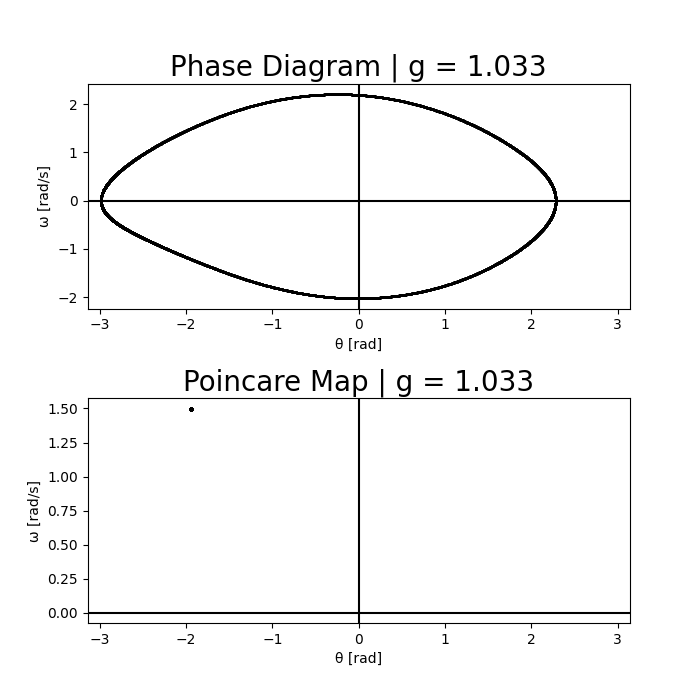 Phase Diagram | g = 1.033
2
1
0
−1
−2
ω [rad/s]
−3 −2 −1 0 1 2 3
θ [rad]
Poincare Map | g = 1.033
1.50
1.25
1.00
0.75
0.50
0.25
0.00
ω [rad/s]
−3 −2 −1 0 1 2 3
θ [rad]